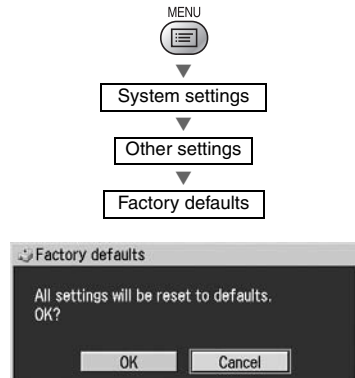 MENU
System settings
Other settings
Factory defaults
Factory defaults
All settings will be reset to defaults.
OK?
OK Cancel